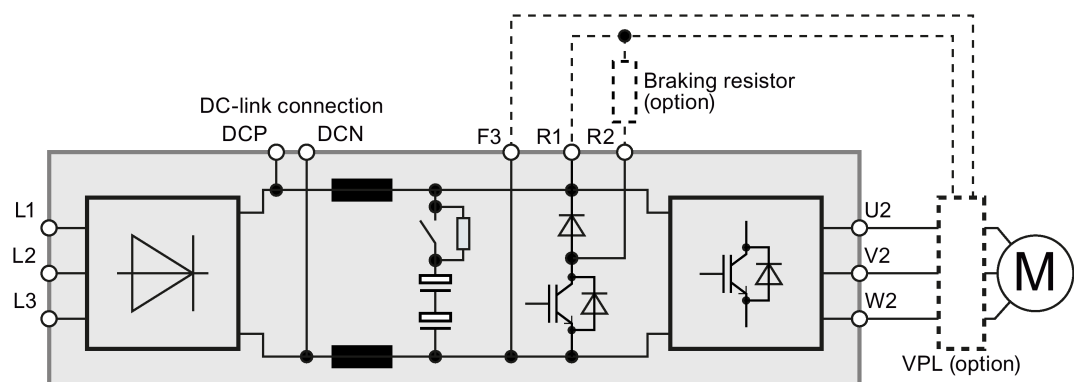 Braking resistor
(option)
DC-link connection
DCP DCN F3 R1 R2
L1
L2
L3
U2
V2
W2
M
VPL (option)